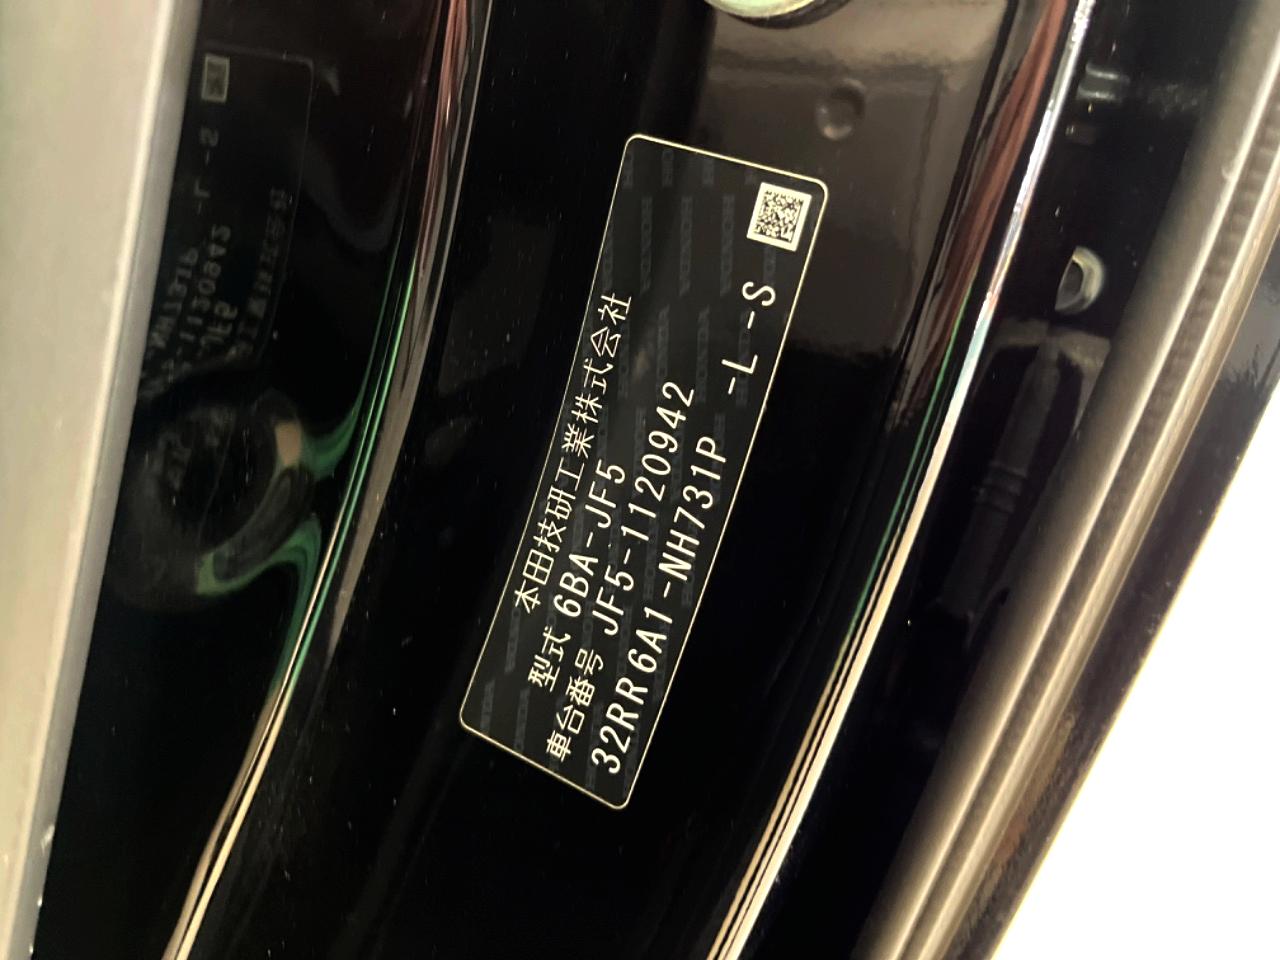 本田技研工業株式会社
型式 6BA-JF5
車台番号 JF5-1120942
32RR6A1-NH731P -L --S